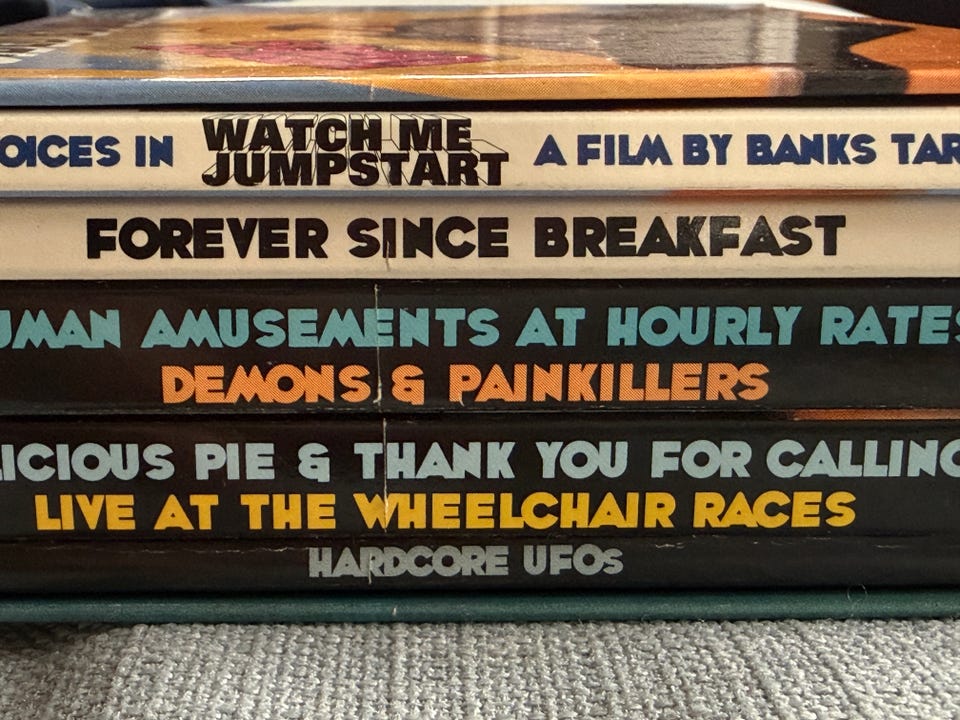 OICES IN WATCH ME JUMPSTART A FILM BY BANKS TAR
FOREVER SINCE BREAKFAST
UMAN AMUSEMENTS AT HOURLY RATES
DEMONS & PAINKILLERS
LICIOUS PIE & THANK YOU FOR CALLING
LIVE AT THE WHEELCHAIR RACES
HARDCORE UFOs